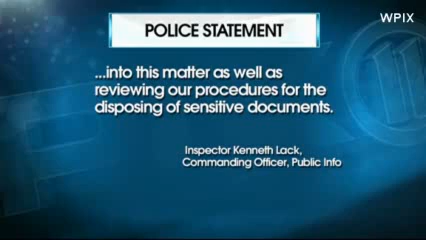 WPIX
POLICE STATEMENT
...into this matter as well as
reviewing our procedures for the
disposing of sensitive documents.
Inspector Kenneth Lack,
Commanding Officer, Public Info